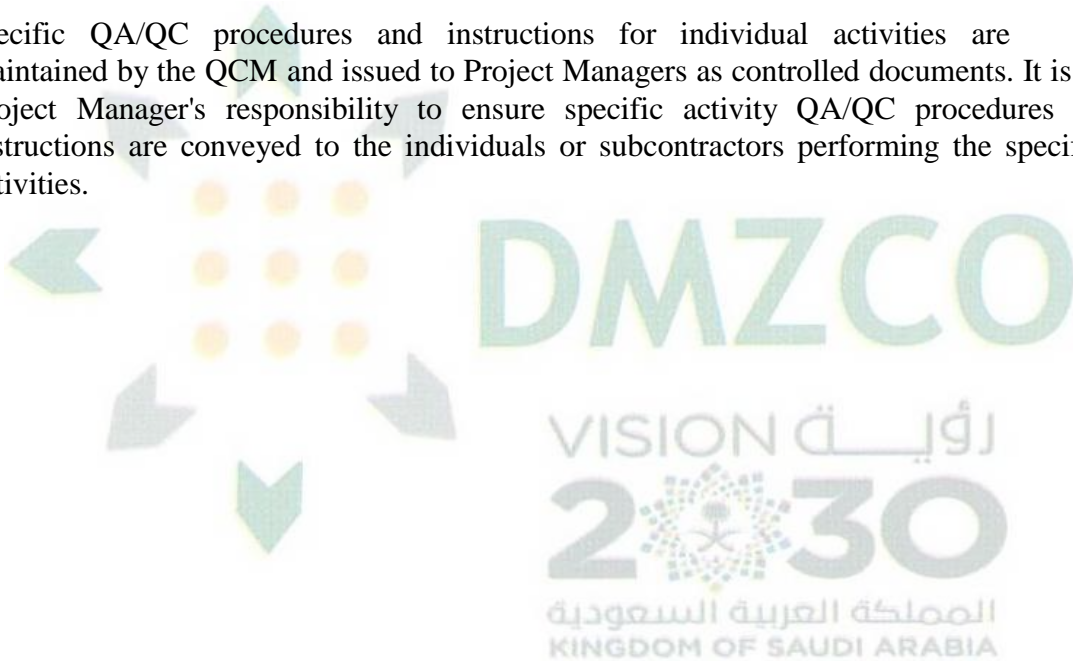 ecific QA/QC procedures and instructions for individual activities are
aintained by the QCM and issued to Project Managers as controlled documents. It is
oject Manager's responsibility to ensure specific activity QA/QC procedures
structions are conveyed to the individuals or subcontractors performing the specif
tivities.
DMZCO
VISION رؤيــــة
2030
المملكة العربية السعودية
KINGDOM OF SAUDI ARABIA